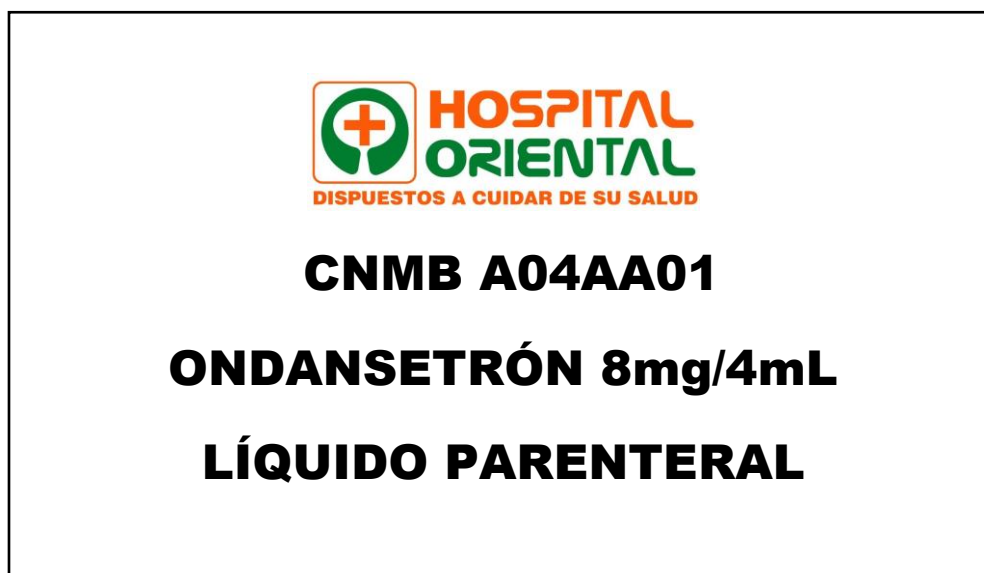 HOSPITAL
ORIENTAL
DISPUESTOS A CUIDAR DE SU SALUD
CNMB A04AA01
ONDANSETRÓN 8mg/4mL
LÍQUIDO PARENTERAL